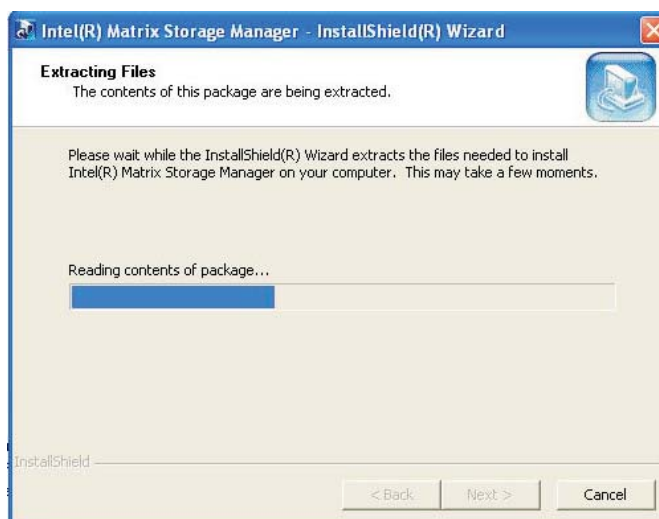 Intel(R) Matrix Storage Manager - InstallShield(R) Wizard
Extracting Files
The contents of this package are being extracted.
Please wait while the InstallShield(R) Wizard extracts the files needed to install
Intel(R) Matrix Storage Manager on your computer. This may take a few moments.
Reading contents of package...
InstallShield
< Back
Next >
Cancel